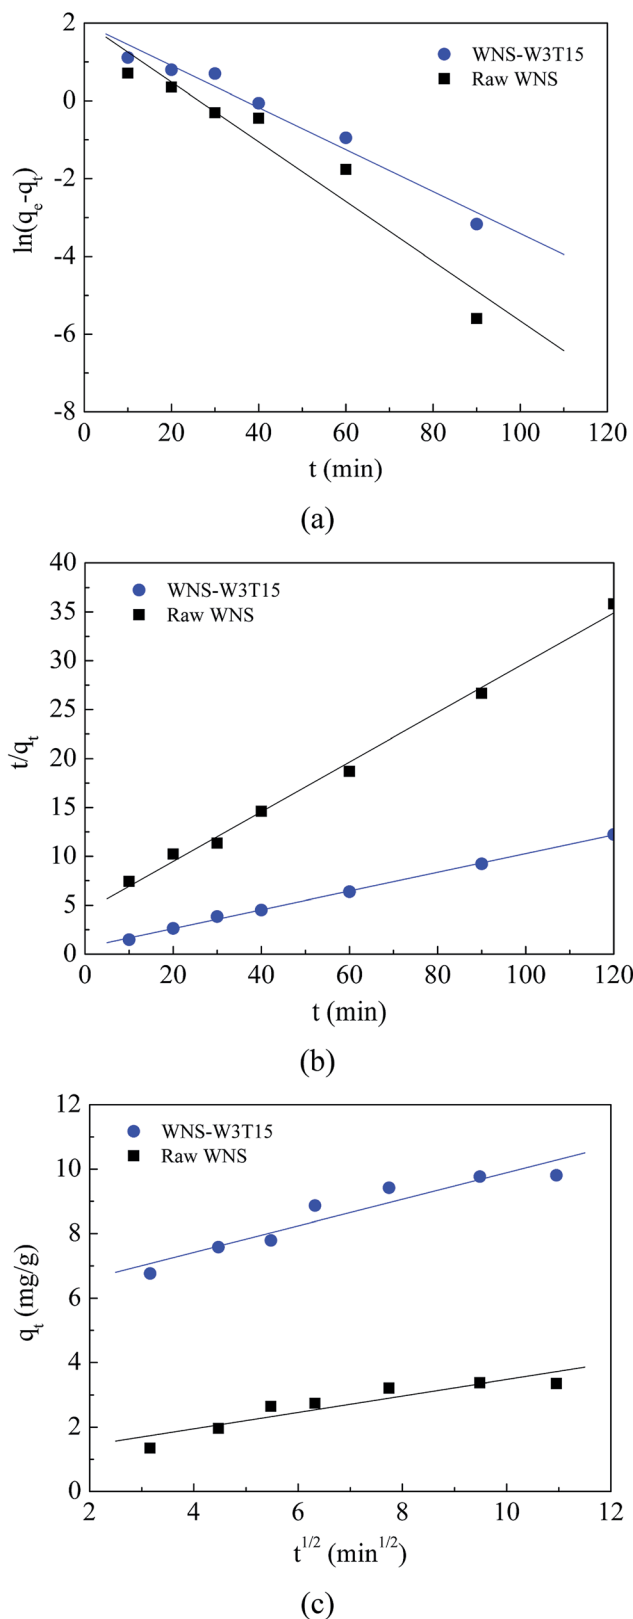 2
0
-2
-4
-6
-8
ln(qₑ-qₜ)
WNS-W3T15
Raw WNS
0 20 40 60 80 100 120
t (min)
(a)
40
35
30
25
20
15
10
5
0
t/qₜ
WNS-W3T15
Raw WNS
0 20 40 60 80 100 120
t (min)
(b)
12
10
8
6
4
2
0
qₜ (mg/g)
WNS-W3T15
Raw WNS
2 4 6 8 10 12
t^1/2 (min^1/2)
(c)